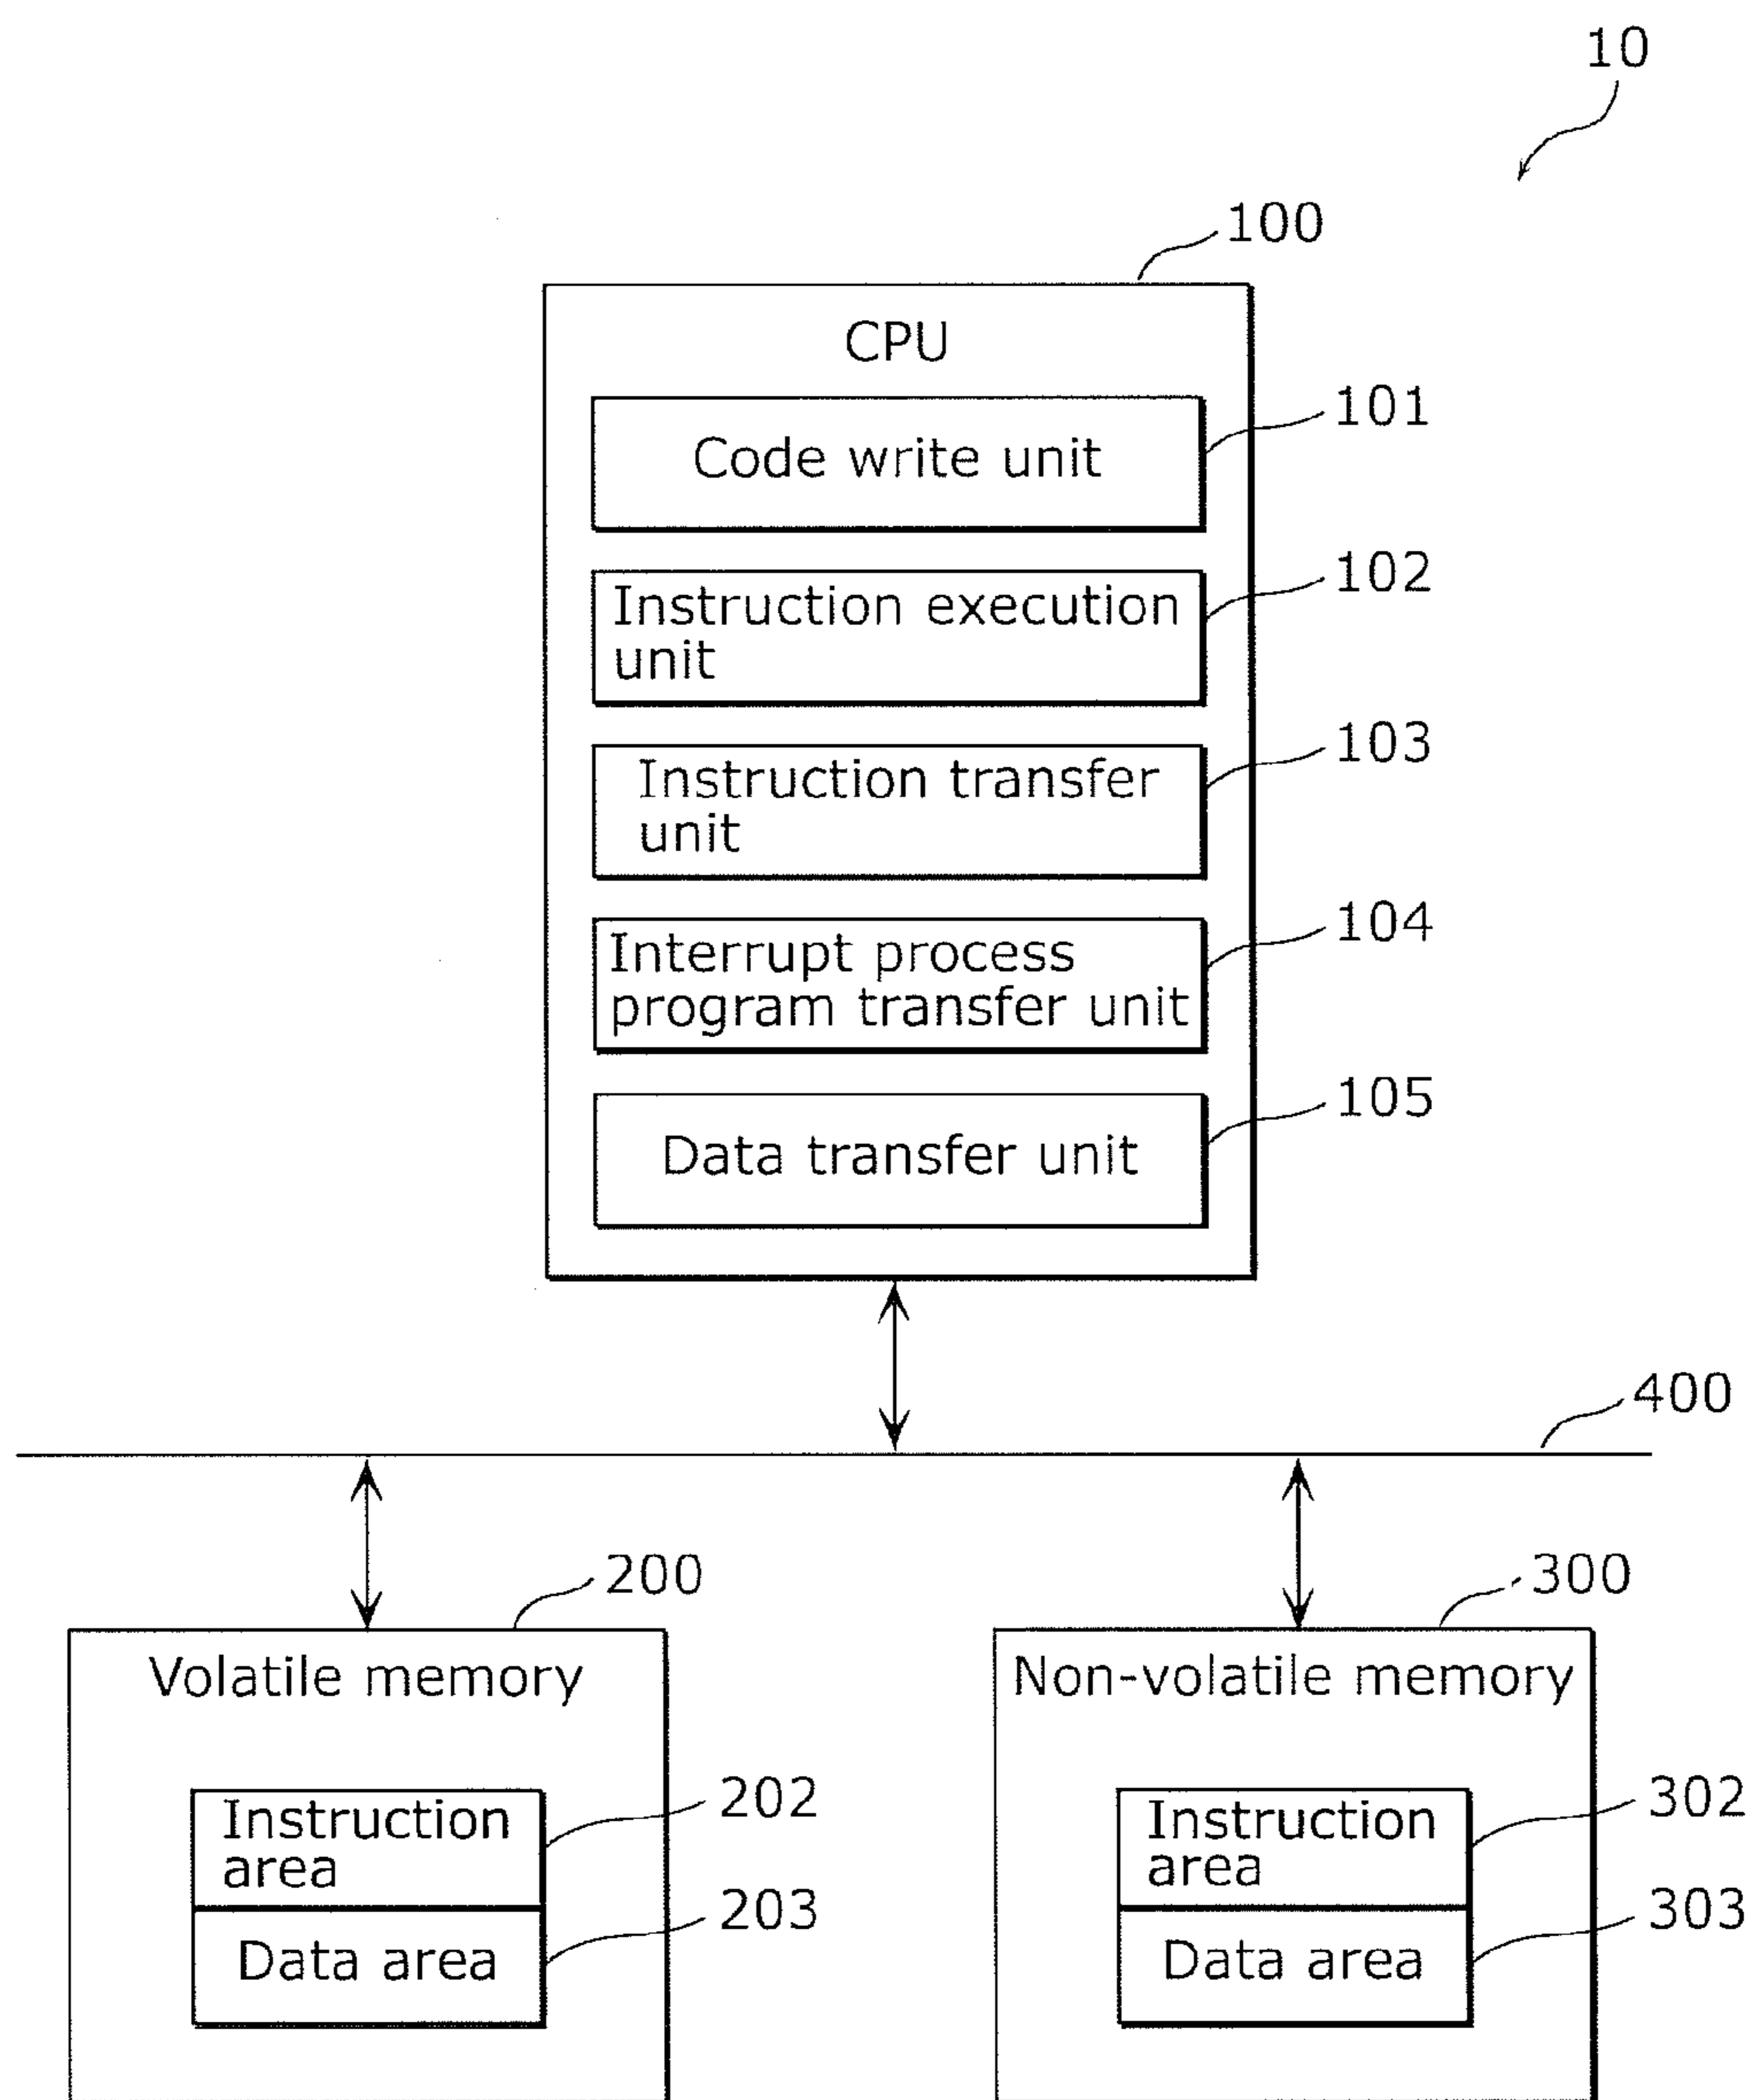 10
100
CPU
101
Code write unit
102
Instruction execution
unit
103
Instruction transfer
unit
104
Interrupt process
program transfer unit
105
Data transfer unit
400
200
300
Volatile memory
Non-volatile memory
Instruction
area
202
Data area
203
Instruction
area
302
Data area
303